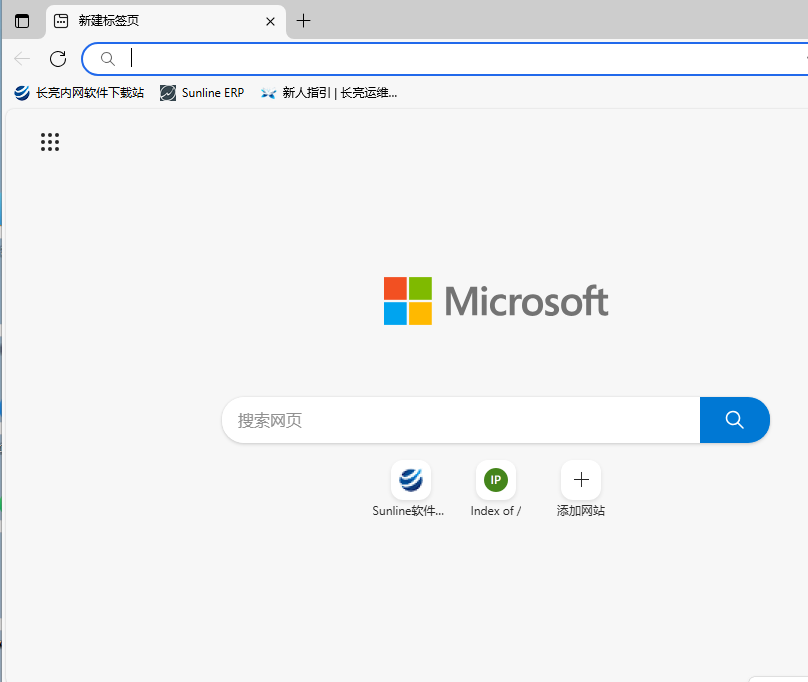 新建标签页
长亮内网软件下载站
Sunline ERP
新人指引 | 长亮运维...
Microsoft
搜索网页
IP
Sunline软件...
Index of /
添加网站